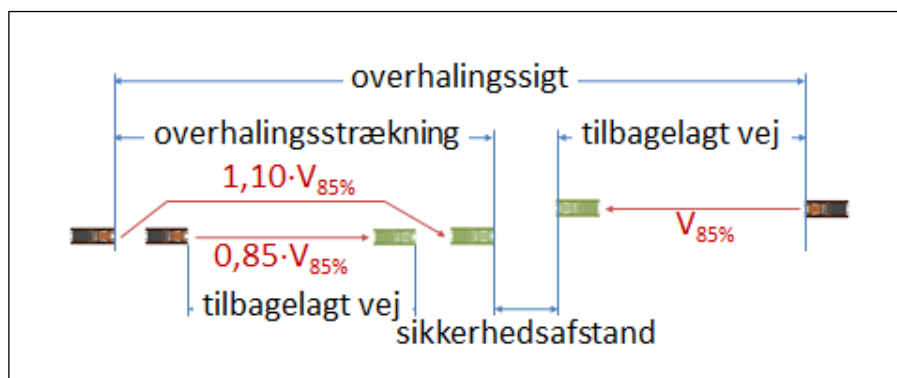 overhalingssigt
overhalingsstrækning
tilbagelagt vej
1,10·V85%
V85%
0,85·V85%
tilbagelagt vej
sikkerhedsafstand